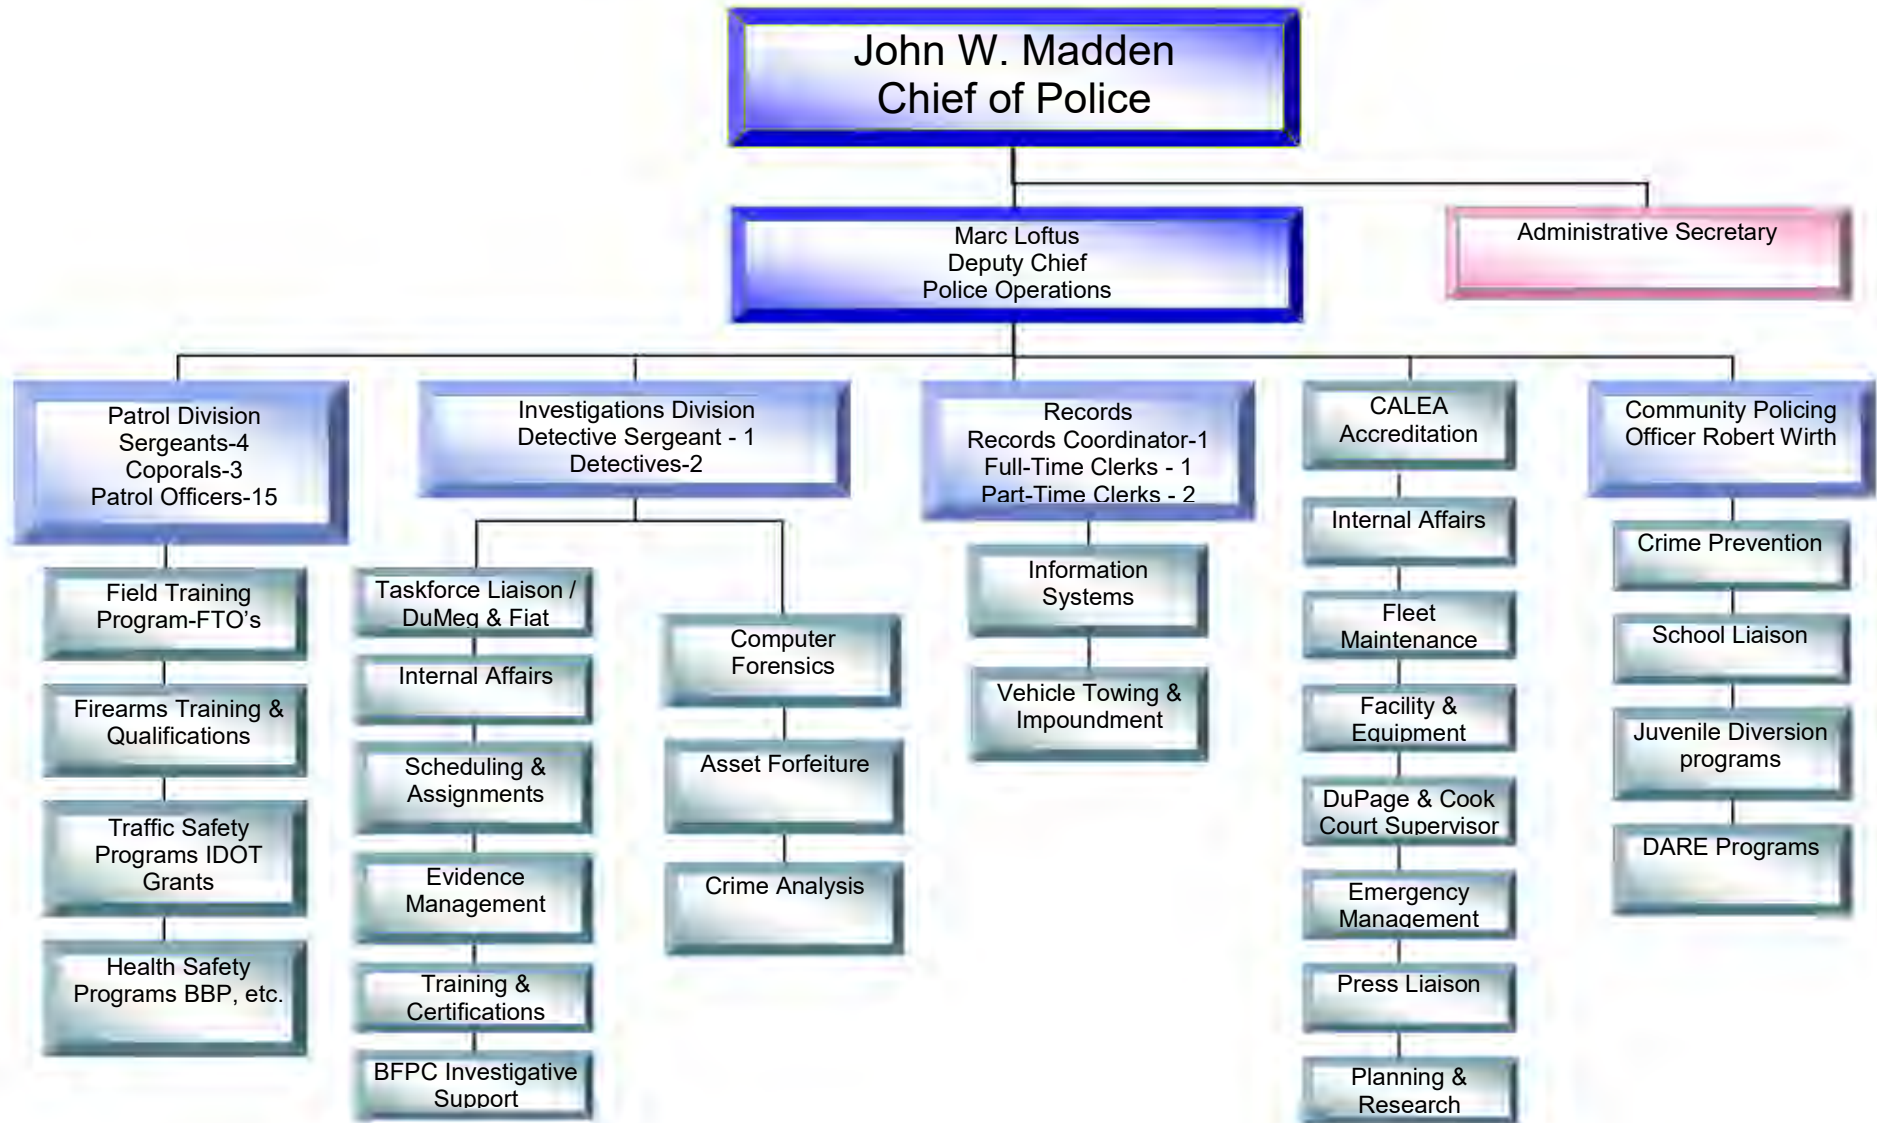 John W. Madden
Chief of Police
Marc Loftus
Deputy Chief
Police Operations
Administrative Secretary
Patrol Division
Sergeants-4
Coporals-3
Patrol Officers-15
Field Training
Program-FTO’s
Firearms Training &
Qualifications
Traffic Safety
Programs IDOT
Grants
Health Safety
Programs BBP, etc.
Investigations Division
Detective Sergeant - 1
Detectives-2
Taskforce Liaison /
DuMeg & Fiat
Internal Affairs
Scheduling &
Assignments
Evidence
Management
Training &
Certifications
BFPC Investigative
Support
Computer
Forensics
Asset Forfeiture
Crime Analysis
Records
Records Coordinator-1
Full-Time Clerks - 1
Part-Time Clerks - 2
Information
Systems
Vehicle Towing &
Impoundment
CALEA
Accreditation
Internal Affairs
Fleet
Maintenance
Facility &
Equipment
DuPage & Cook
Court Supervisor
Emergency
Management
Press Liaison
Planning &
Research
Community Policing
Officer Robert Wirth
Crime Prevention
School Liaison
Juvenile Diversion
programs
DARE Programs